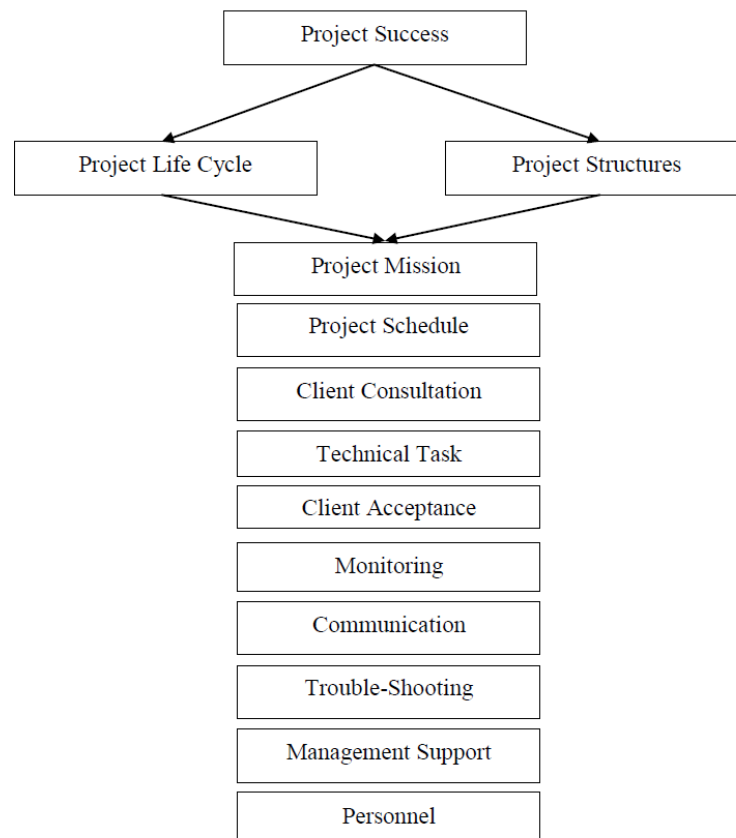 Project Success
Project Life Cycle
Project Structures
Project Mission
Project Schedule
Client Consultation
Technical Task
Client Acceptance
Monitoring
Communication
Trouble-Shooting
Management Support
Personnel